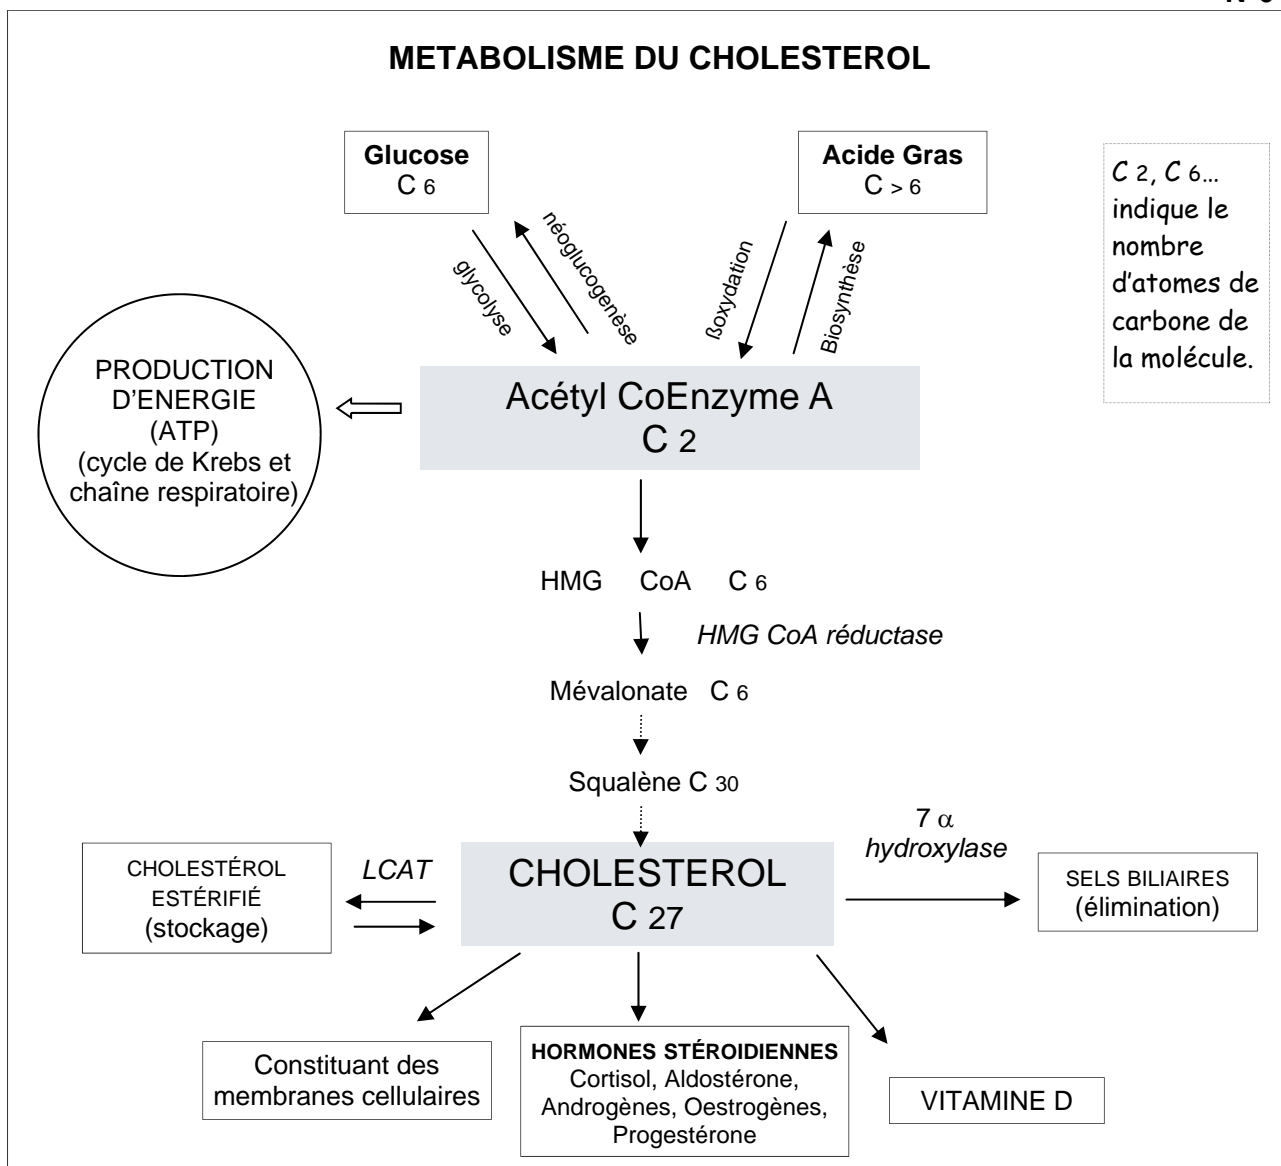 METABOLISME DU CHOLESTEROL
Glucose
C 6
Acide Gras
C > 6
C 2, C 6...
indique le
nombre
d'atomes de
carbone de
la molécule.
glycolyse
néoglucogenèse
ßoxydation
Biosynthèse
PRODUCTION
D'ENERGIE
(ATP)
(cycle de Krebs et
chaîne respiratoire)
Acétyl CoEnzyme A
C 2
HMG CoA C 6
HMG CoA réductase
Mévalonate C 6
Squalène C 30
CHOLESTÉROL
ESTÉRIFIÉ
(stockage)
LCAT
CHOLESTEROL
C 27
7 α
hydroxylase
SELS BILIAIRES
(élimination)
Constituant des
membranes cellulaires
HORMONES STÉROIDIENNES
Cortisol, Aldostérone,
Androgènes, Oestrogènes,
Progestérone
VITAMINE D